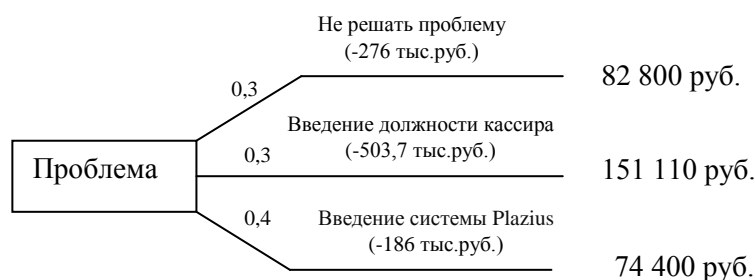 Не решать проблему
(-276 тыс.руб.)
82 800 руб.
0,3
Введение должности кассира
(-503,7 тыс.руб.)
0,3
151 110 руб.
Проблема
0,4
Введение системы Plazius
(-186 тыс.руб.)
74 400 руб.